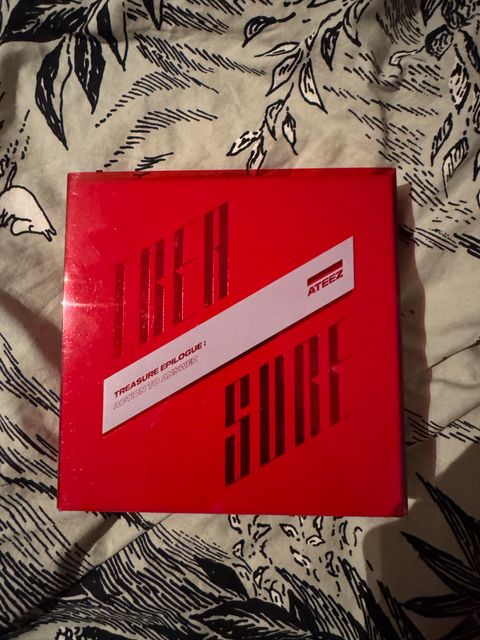 TREA
ATEEZ
TREASURE EPILOGUE :
ACTION TO ANSWER
SURE